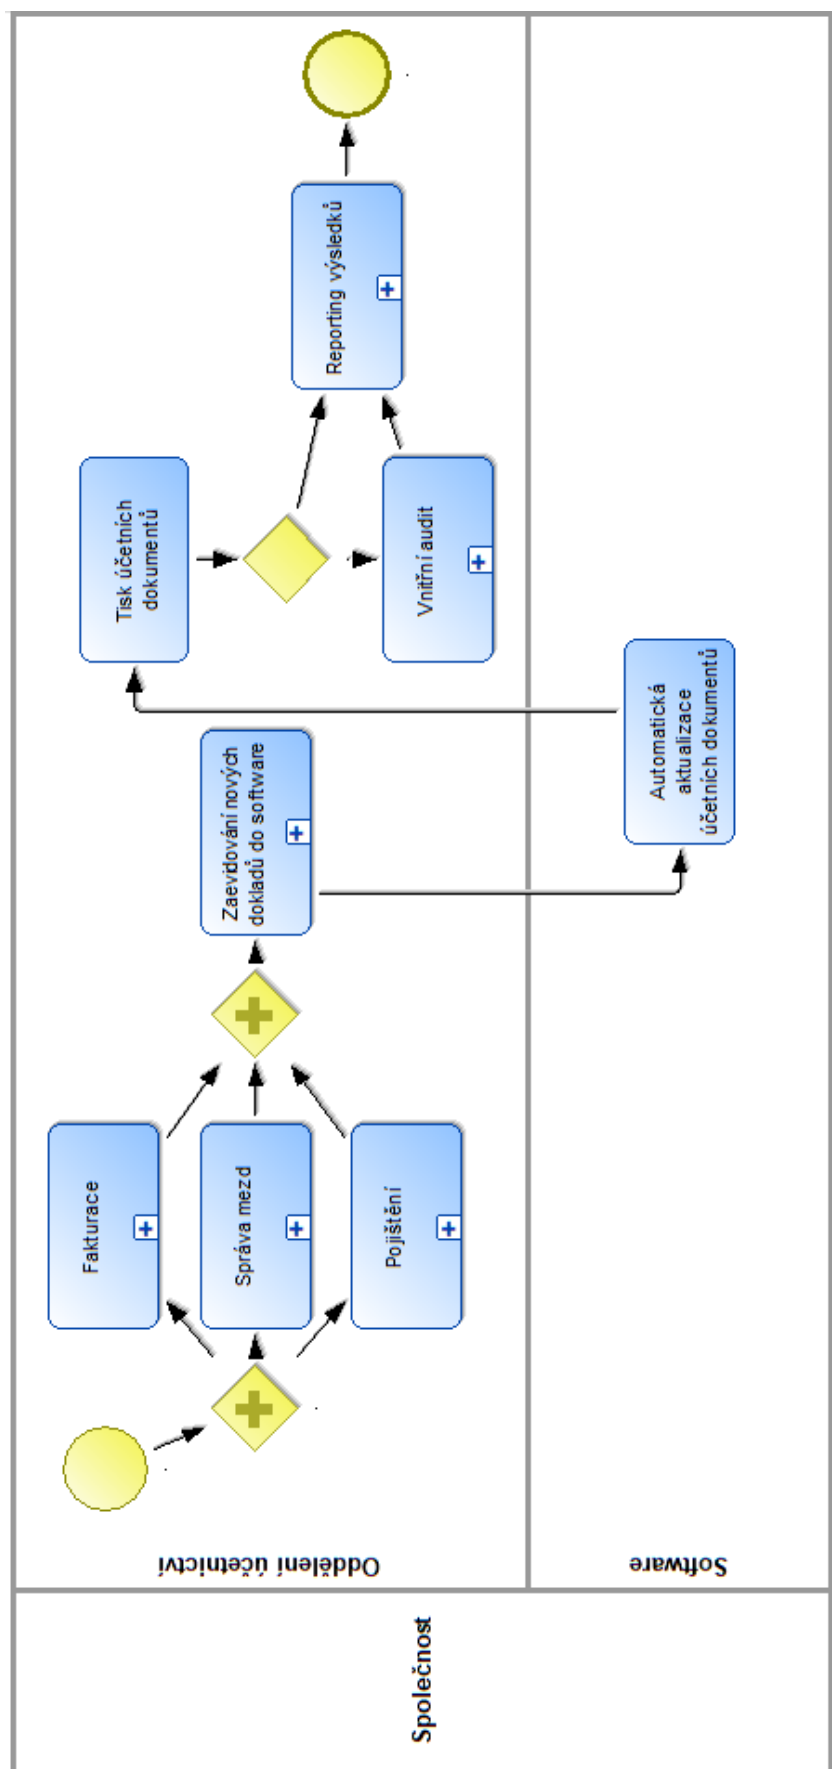 Společnost
Oddělení účetnictví
Software
Fakturace
Správa mezd
Pojištění
Zaevidování nových
dokladů do software
Automatická
aktualizace
účetních dokumentů
Tisk účetních
dokumentů
Vnitřní audit
Reporting výsledků